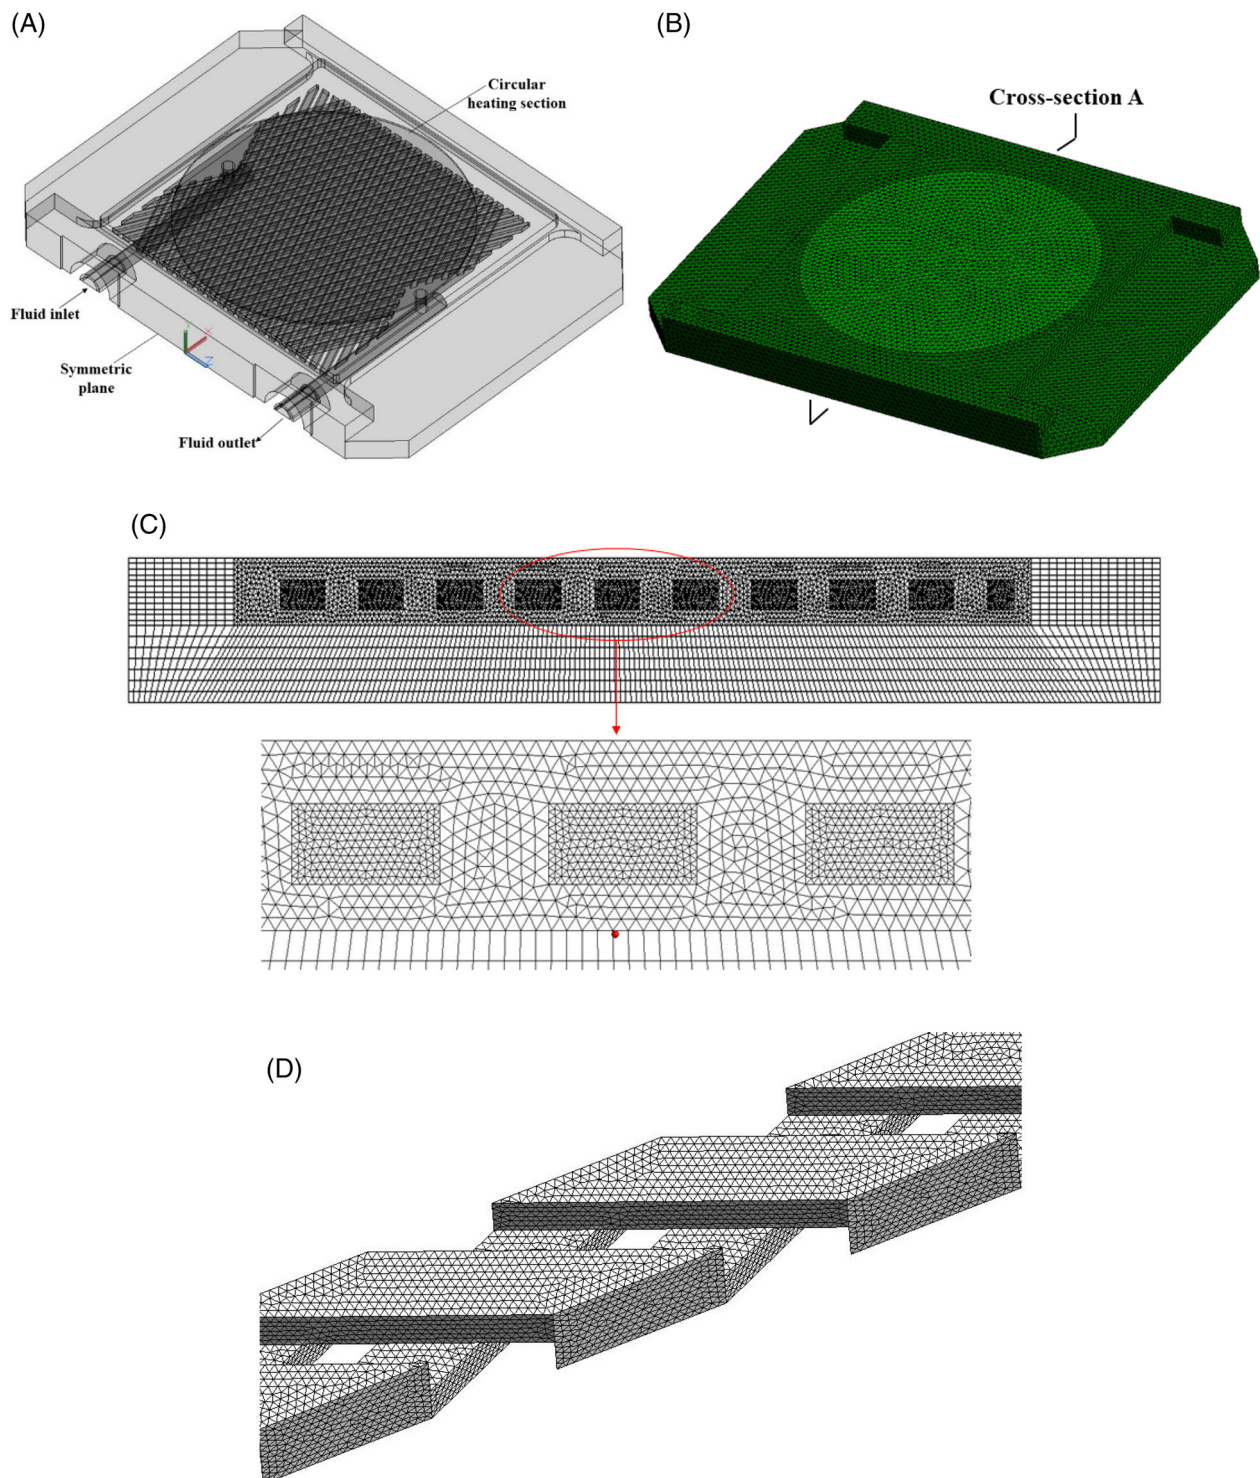 (A)
Circular
heating section
Fluid inlet
Symmetric
plane
Y
X
Z
Fluid outlet
(B)
Cross-section A
(C)
(D)